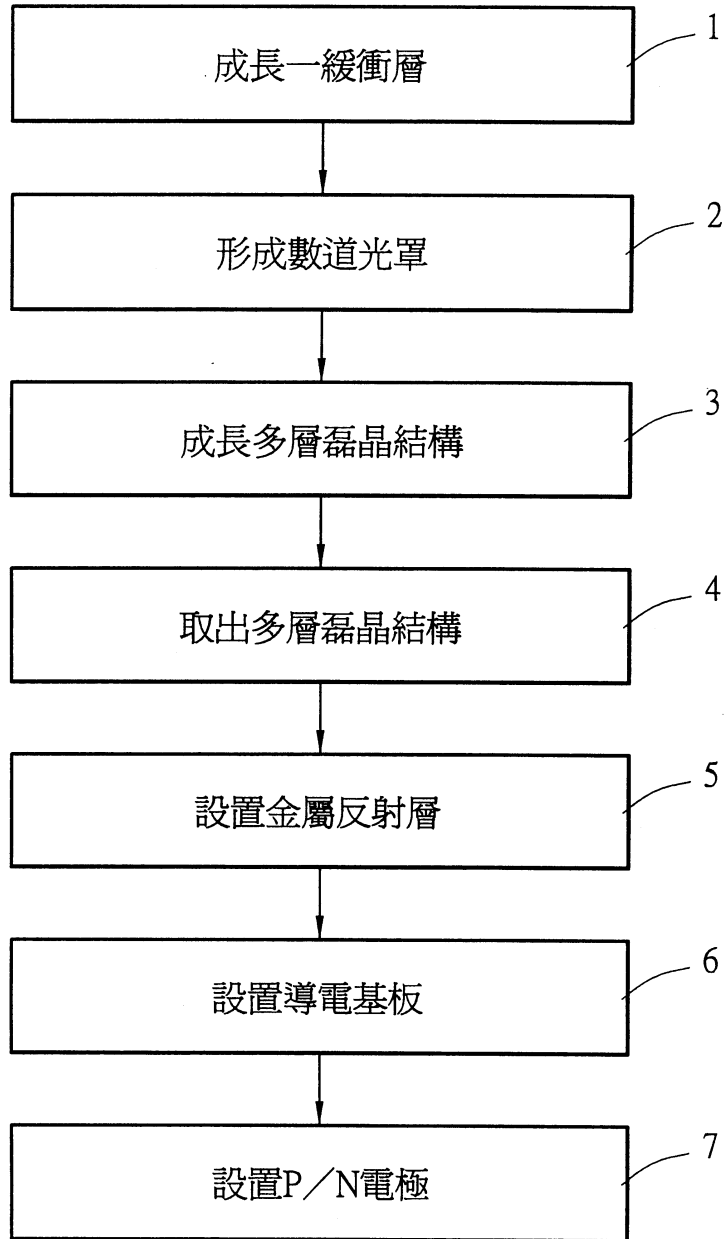 成長一緩衝層
1
形成數道光罩
2
成長多層磊晶結構
3
取出多層磊晶結構
4
設置金屬反射層
5
設置導電基板
6
設置P／N電極
7